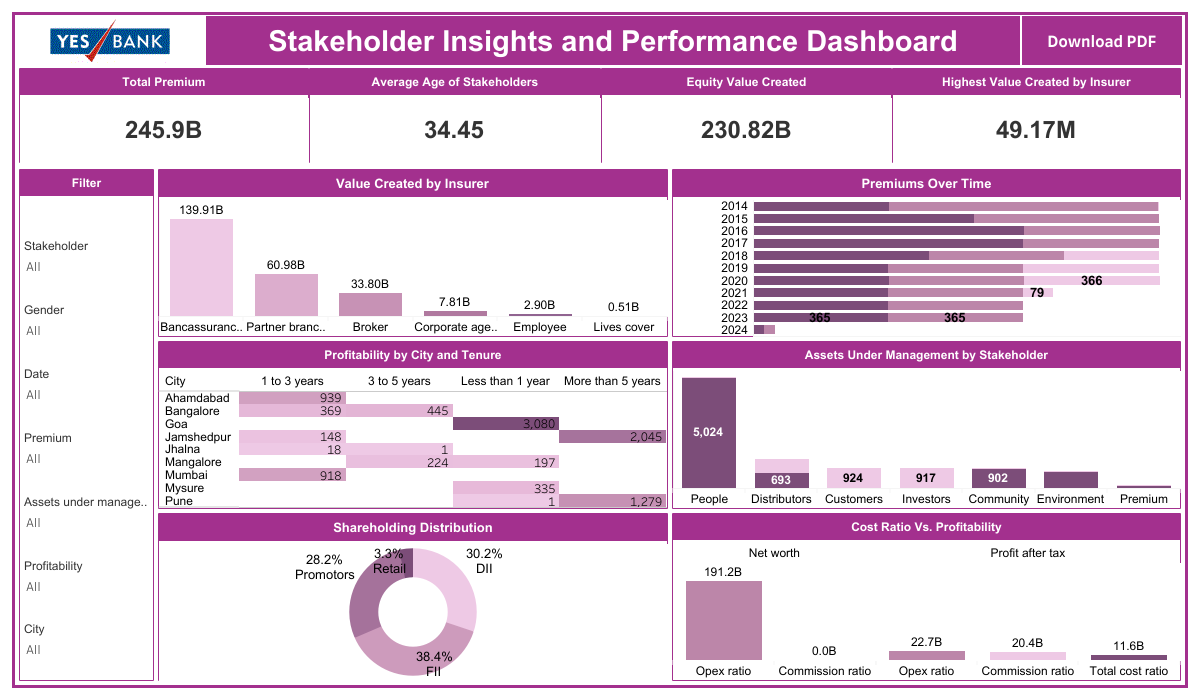 YES BANK
Stakeholder Insights and Performance Dashboard
Download PDF
Total Premium
Average Age of Stakeholders
Equity Value Created
Highest Value Created by Insurer
245.9B
34.45
230.82B
49.17M
Filter
Stakeholder
All
Gender
All
Date
All
Premium
All
Assets under manage..
All
Profitability
All
City
All
Value Created by Insurer
139.91B
60.98B
33.80B
7.81B
2.90B
0.51B
Bancassuranc..
Partner branc..
Broker
Corporate age..
Employee
Lives cover
Premiums Over Time
2014
2015
2016
2017
2018
2019
2020
366
2021
79
2022
2023
365
365
2024
Profitability by City and Tenure
City 1 to 3 years 3 to 5 years Less than 1 year More than 5 years
Ahamdabad 939
Bangalore 369 445
Goa 3,080
Jamshedpur 148 2,045
Jhalna 18 1
Mangalore 224 197
Mumbai 918
Mysure 335
Pune 1 1,279
Assets Under Management by Stakeholder
5,024
693
924
917
902
People
Distributors
Customers
Investors
Community
Environment
Premium
Shareholding Distribution
28.2%
Promotors
3.3%
Retail
30.2%
DII
38.4%
FII
Cost Ratio Vs. Profitability
Net worth
Profit after tax
191.2B
0.0B
22.7B
20.4B
11.6B
Opex ratio
Commission ratio
Opex ratio
Commission ratio
Total cost ratio